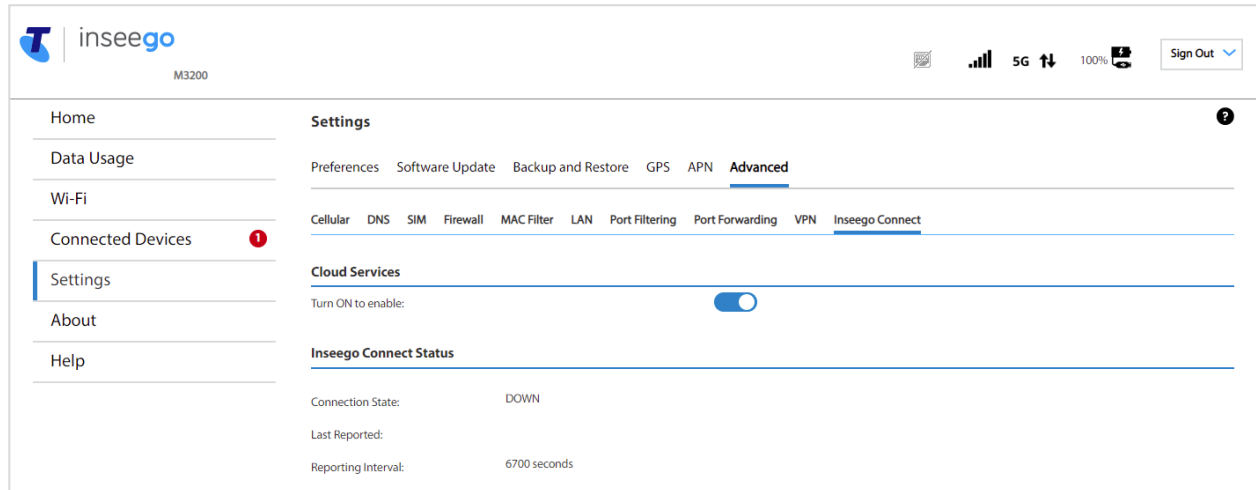 T inseego
M3200
5G 100% Sign Out
Home
Data Usage
Wi-Fi
Connected Devices 1
Settings
About
Help
Settings ?
Preferences Software Update Backup and Restore GPS APN Advanced
Cellular DNS SIM Firewall MAC Filter LAN Port Filtering Port Forwarding VPN Inseego Connect
Cloud Services
Turn ON to enable:
Inseego Connect Status
Connection State: DOWN
Last Reported:
Reporting Interval: 6700 seconds